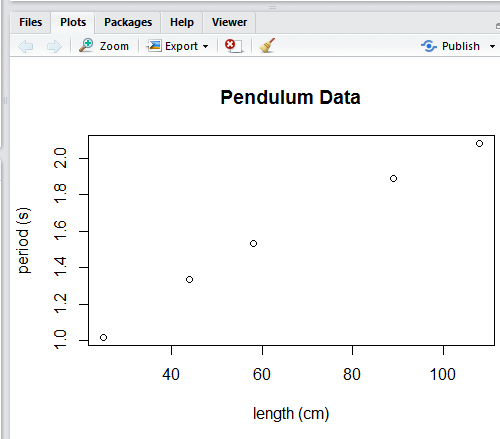 Files Plots Packages Help Viewer
Zoom Export Publish
Pendulum Data
2.0
1.8
1.6
1.4
1.2
1.0
period (s)
40 60 80 100
length (cm)